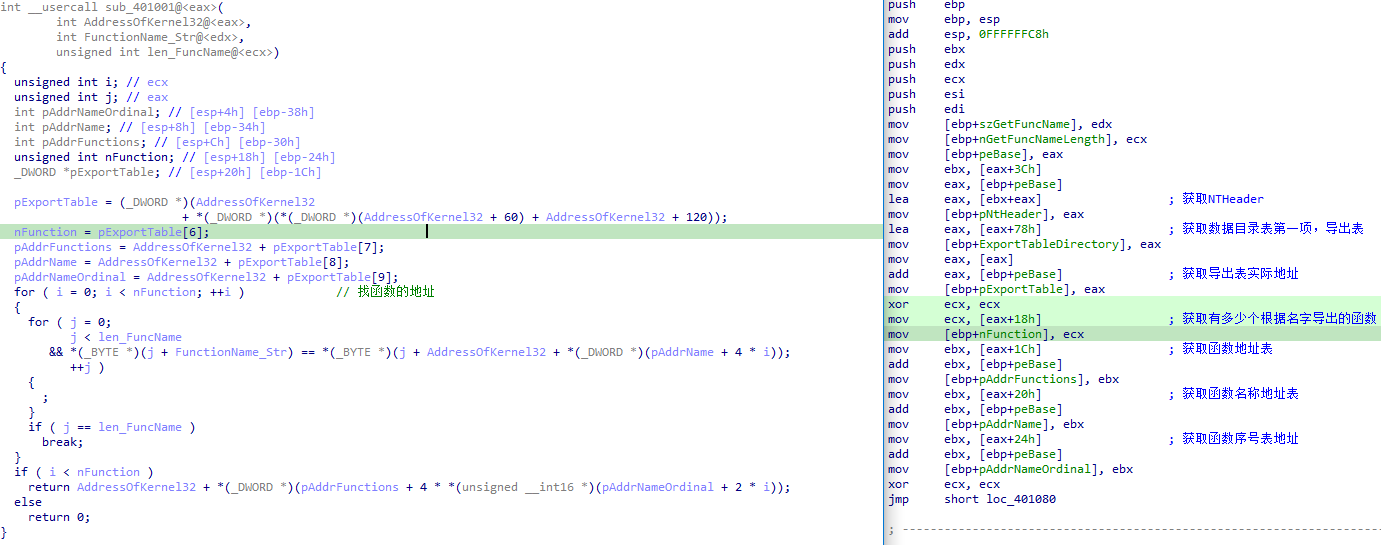 int __usercall sub_401001@<eax>(
        int AddressOfKernel32@<eax>,
        int FunctionName_Str@<edx>,
        unsigned int len_FuncName@<ecx>)
{
  unsigned int i; // ecx
  unsigned int j; // eax
  int pAddrNameOrdinal; // [esp+4h] [ebp-38h]
  int pAddrName; // [esp+8h] [ebp-34h]
  int pAddrFunctions; // [esp+Ch] [ebp-30h]
  unsigned int nFunction; // [esp+18h] [ebp-24h]
  _DWORD *pExportTable; // [esp+20h] [ebp-1Ch]

  pExportTable = (_DWORD *)(AddressOfKernel32
                          + *(_DWORD *)(*(_DWORD *)(AddressOfKernel32 + 60) + AddressOfKernel32 + 120));
  nFunction = pExportTable[6];
  pAddrFunctions = AddressOfKernel32 + pExportTable[7];
  pAddrName = AddressOfKernel32 + pExportTable[8];
  pAddrNameOrdinal = AddressOfKernel32 + pExportTable[9];
  for ( i = 0; i < nFunction; ++i )             // 找函数的地址
  {
    for ( j = 0;
          j < len_FuncName
       && *(_BYTE *)(j + FunctionName_Str) == *(_BYTE *)(j + AddressOfKernel32 + *(_DWORD *)(pAddrName + 4 * i));
          ++j )
    {
      ;
    }
    if ( j == len_FuncName )
      break;
  }
  if ( i < nFunction )
    return AddressOfKernel32 + *(_DWORD *)(pAddrFunctions + 4 * *(unsigned __int16 *)(pAddrNameOrdinal + 2 * i));
  else
    return 0;
}
push    ebp
mov     ebp, esp
add     esp, 0FFFFFFC8h
push    ebx
push    edx
push    ecx
push    esi
push    edi
mov     [ebp+szGetFuncName], edx
mov     [ebp+nGetFuncNameLength], ecx
mov     [ebp+peBase], eax
mov     ebx, [eax+3Ch]
mov     eax, [ebp+peBase]
lea     eax, [ebx+eax]                  ; 获取NTHeader
mov     [ebp+pNtHeader], eax
lea     eax, [eax+78h]                  ; 获取数据目录表第一项，导出表
mov     [ebp+ExportTableDirectory], eax
mov     eax, [eax]
add     eax, [ebp+peBase]               ; 获取导出表实际地址
mov     [ebp+pExportTable], eax
xor     ecx, ecx
mov     ecx, [eax+18h]                  ; 获取有多少个根据名字导出的函数
mov     [ebp+nFunction], ecx
mov     ebx, [eax+1Ch]                  ; 获取函数地址表
add     ebx, [ebp+peBase]
mov     [ebp+pAddrFunctions], ebx
mov     ebx, [eax+20h]                  ; 获取函数名称地址表
add     ebx, [ebp+peBase]
mov     [ebp+pAddrName], ebx
mov     ebx, [eax+24h]                  ; 获取函数序号表地址
add     ebx, [ebp+peBase]
mov     [ebp+pAddrNameOrdinal], ebx
xor     ecx, ecx
jmp     short loc_401080
; ---------------------------------------------------------------------------